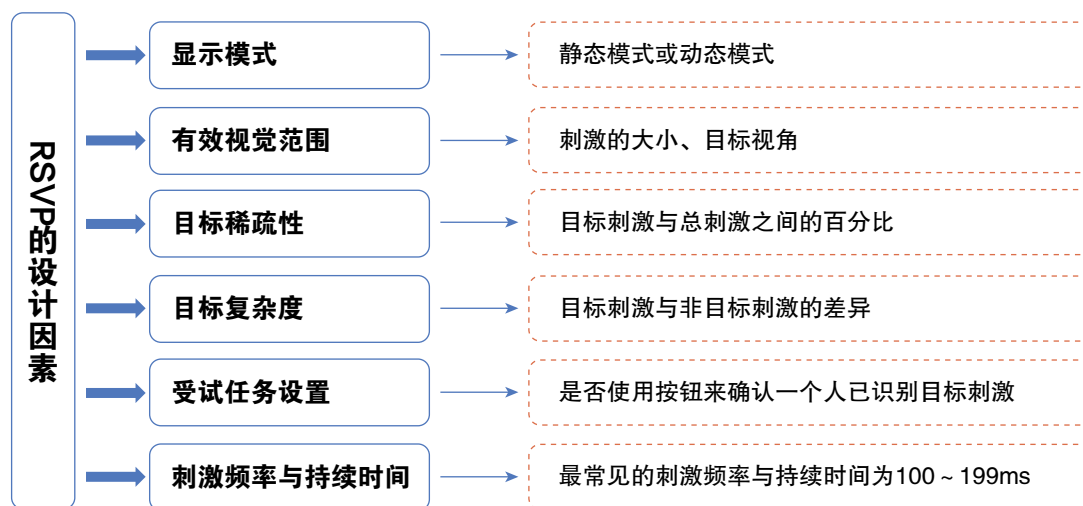 RSVP的设计因素
显示模式
静态模式或动态模式
有效视觉范围
刺激的大小、目标视角
目标稀疏性
目标刺激与总刺激之间的百分比
目标复杂度
目标刺激与非目标刺激的差异
受试任务设置
是否使用按钮来确认一个人已识别目标刺激
刺激频率与持续时间
最常见的刺激频率与持续时间为100～199ms